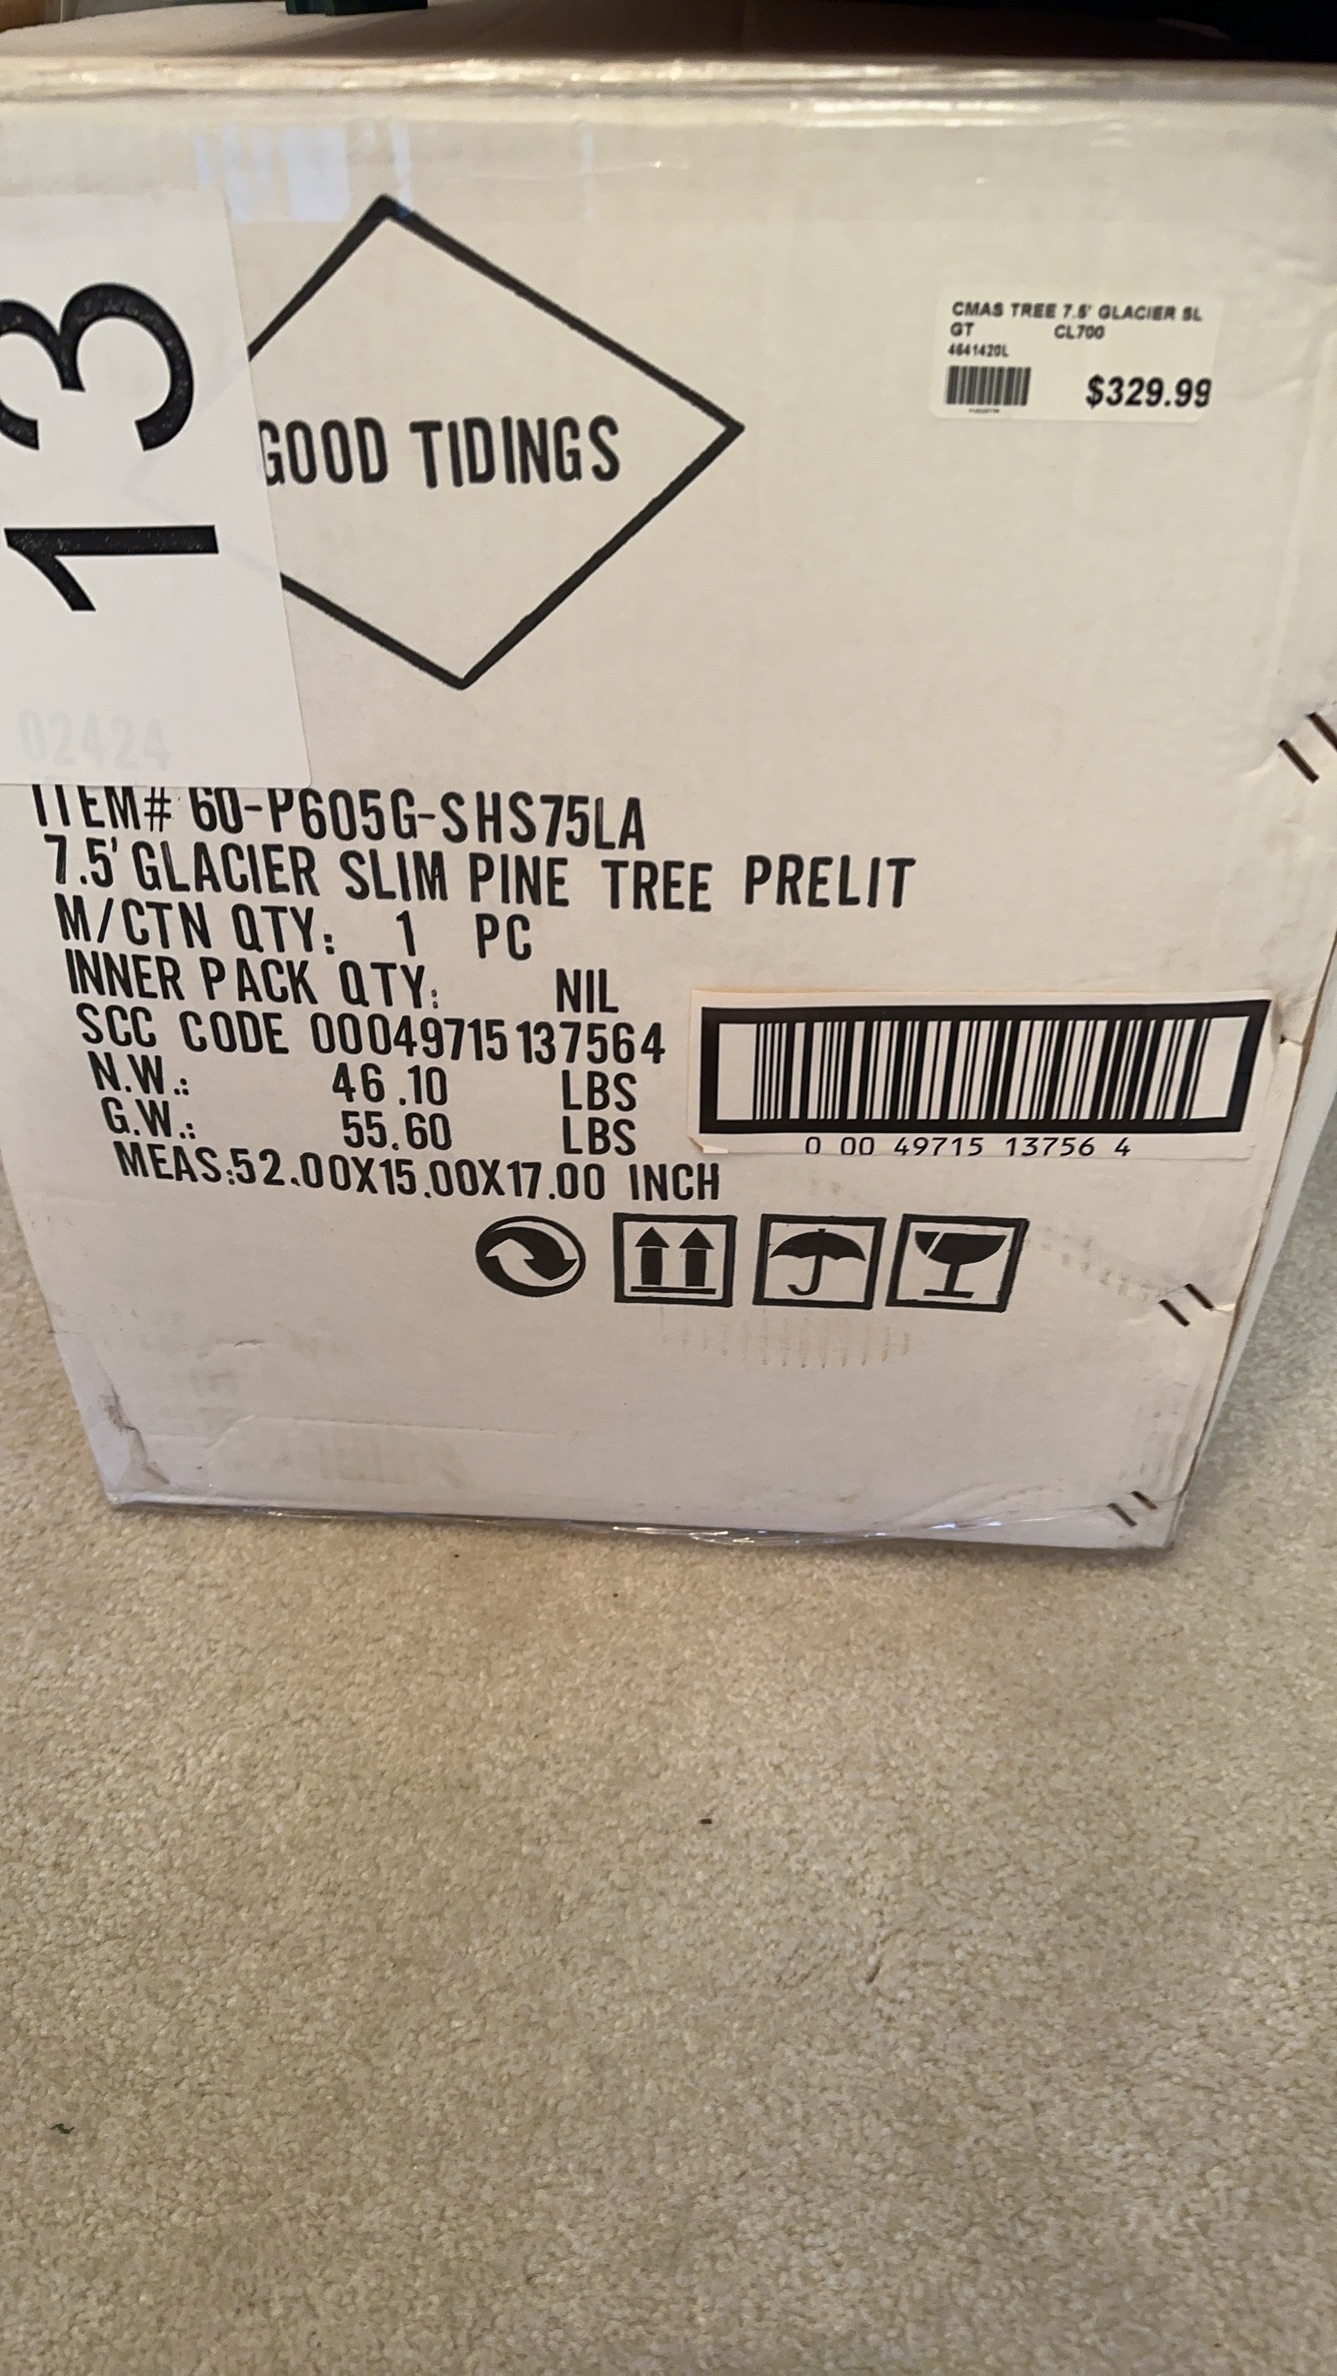 13
GOOD TIDINGS
CMAS TREE 7.5' GLACIER SL
GT CL700
4641420L
$329.99
02424
ITEM# 60-P605G-SHS75LA
7.5' GLACIER SLIM PINE TREE PRELIT
M/CTN QTY: 1 PC
INNER PACK QTY: NIL
SCC CODE 00049715137564
N.W.: 46.10 LBS
G.W.: 55.60 LBS
MEAS:52.00X15.00X17.00 INCH
0 00 49715 13756 4